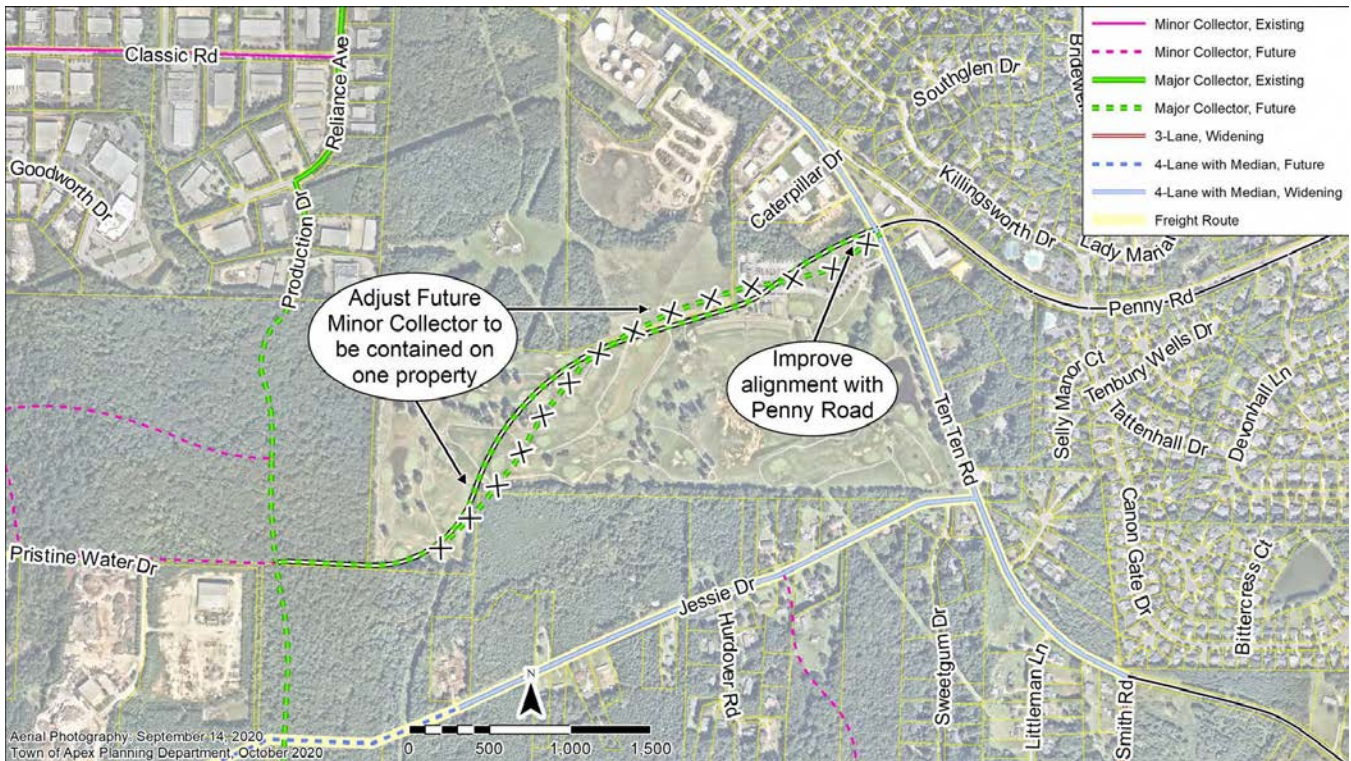 Classic Rd
Reliance Ave
Goodworth Dr
Production Dr
Caterpillar Dr
Southglen Dr
Killingsworth Dr
Penny Rd
Adjust Future
Minor Collector to
be contained on
one property
Improve
alignment with
Penny Road
Ten Ten Rd
Selly Manor Ct
Tenbury Wells Dr
Tattenhall Dr
Devonhall Ln
Canon Gate Dr
Bittercress Ct
Pristine Water Dr
Jessie Dr
Hurdover Rd
Sweetgum Dr
Littleman Ln
Smith Rd
Minor Collector, Existing
Minor Collector, Future
Major Collector, Existing
Major Collector, Future
3-Lane, Widening
4-Lane with Median, Future
4-Lane with Median, Widening
Freight Route
N
0 500 1,000 1,500
Aerial Photography: September 14, 2020
Town of Apex Planning Department, October 2020